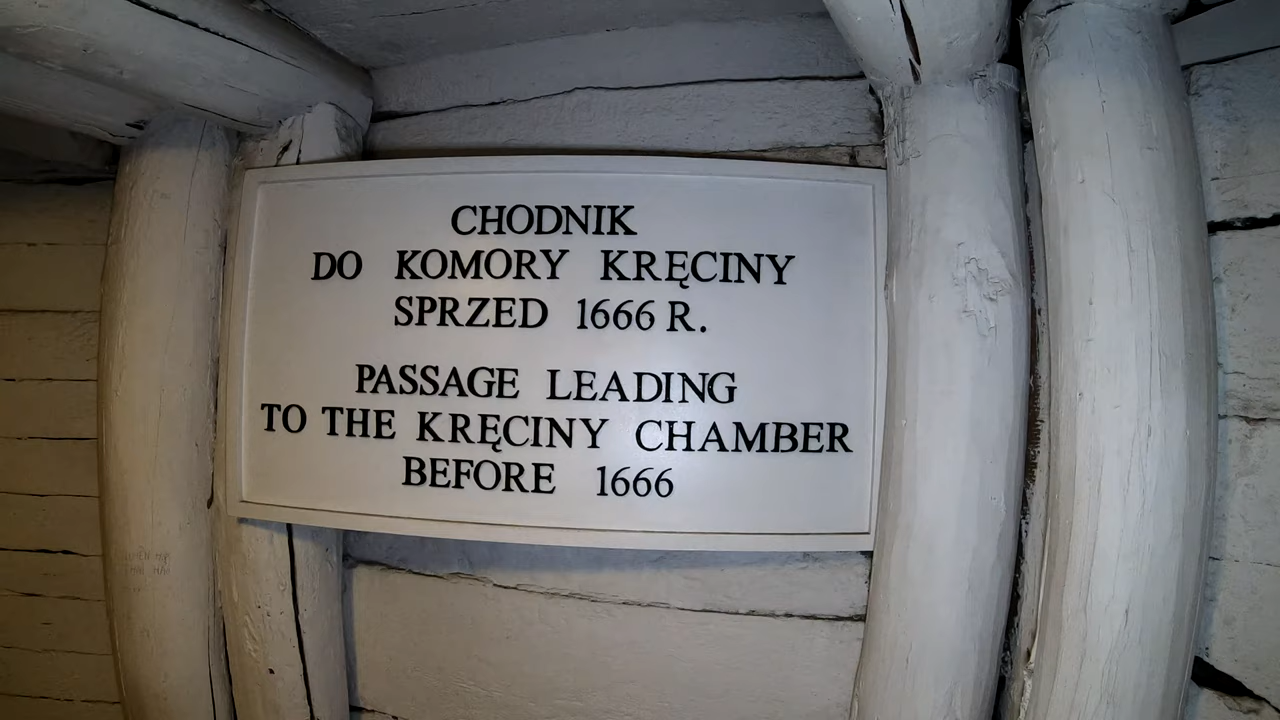 CHODNIK
DO KOMORY KRĘCINY
SPRZED 1666 R.
PASSAGE LEADING
TO THE KRĘCINY CHAMBER
BEFORE 1666